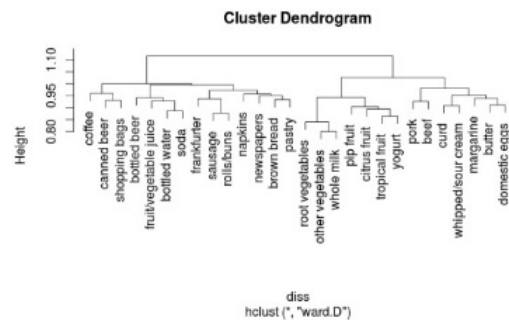 Cluster Dendrogram
Height
1.10
0.95
0.80
coffee
canned beer
shopping bags
bottled beer
fruit/vegetable juice
bottled water
soda
frankfurter
sausage
rolls/buns
napkins
newspapers
brown bread
pastry
root vegetables
other vegetables
whole milk
pip fruit
citrus fruit
tropical fruit
yogurt
pork
beef
curd
whipped/sour cream
margarine
butter
domestic eggs
diss
hclust (*, "ward.D")